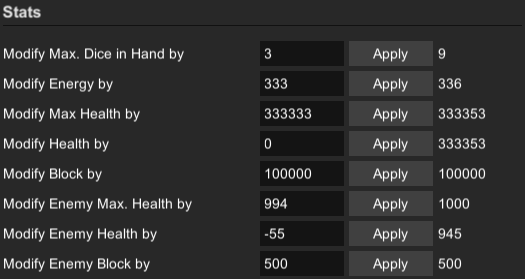 Stats
Modify Max. Dice in Hand by 3 Apply 9
Modify Energy by 333 Apply 336
Modify Max Health by 333333 Apply 333353
Modify Health by 0 Apply 333353
Modify Block by 100000 Apply 100000
Modify Enemy Max. Health by 994 Apply 1000
Modify Enemy Health by -55 Apply 945
Modify Enemy Block by 500 Apply 500